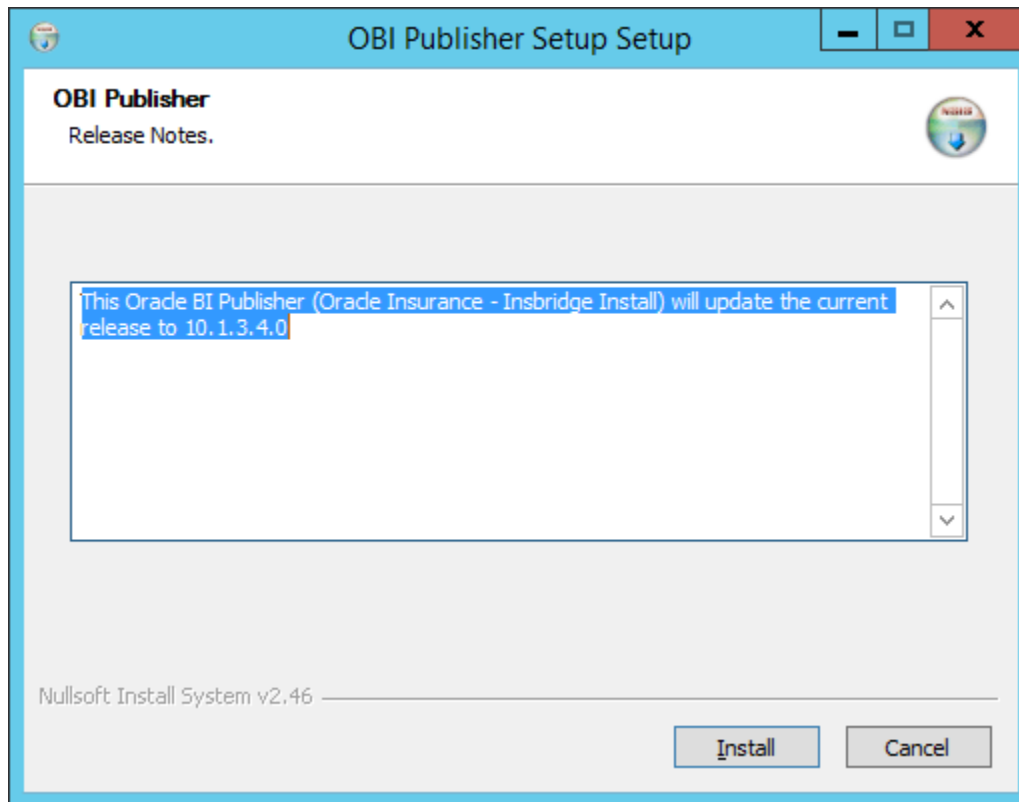 OBI Publisher Setup Setup
OBI Publisher
Release Notes.
NSIS
This Oracle BI Publisher (Oracle Insurance - Insbridge Install) will update the current
release to 10.1.3.4.0
Nullsoft Install System v2.46
Install
Cancel